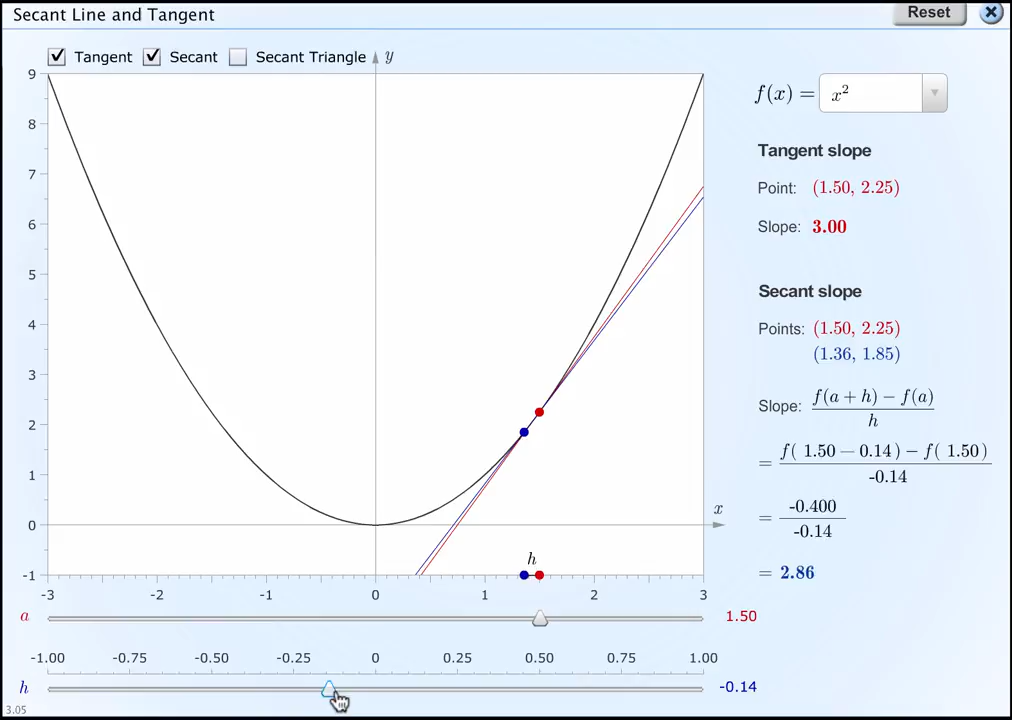 Secant Line and Tangent
Reset
Tangent Secant Secant Triangle y
9
8
7
6
5
4
3
2
1
0
-1
x
h
-3 -2 -1 0 1 2 3
a 1.50
-1.00 -0.75 -0.50 -0.25 0 0.25 0.50 0.75 1.00
h -0.14
3.05
f(x) = x²
Tangent slope
Point: (1.50, 2.25)
Slope: 3.00
Secant slope
Points: (1.50, 2.25)
(1.36, 1.85)
Slope: f(a + h) − f(a)
h
= f( 1.50 − 0.14 ) − f( 1.50 )
-0.14
= -0.400
-0.14
= 2.86